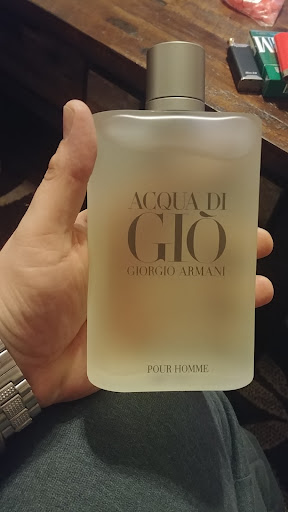 ACQUA DI
GIÒ
GIORGIO ARMANI
POUR HOMME